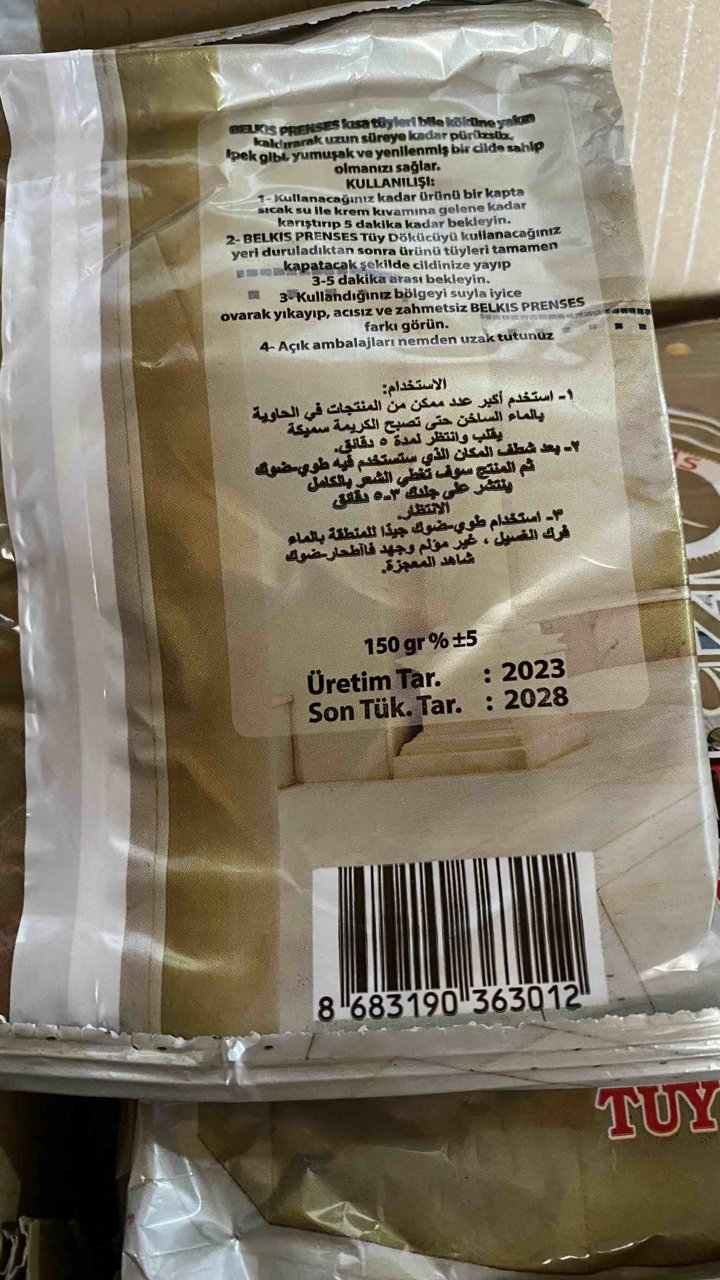 BELKIS PRENSES kısa tüyleri bile köküne yakın
kaldırarak uzun süreye kadar pürüzsüz,
ipek gibi, yumuşak ve yenilenmiş bir cilde sahip
olmanızı sağlar.
KULLANILIŞI:
1- Kullanacağınız kadar ürünü bir kapta
sıcak su ile krem kıvamına gelene kadar
karıştırıp 5 dakika kadar bekleyin.
2- BELKIS PRENSES Tüy Dökücüyü kullanacağınız
yeri duruladıktan sonra ürünü tüyleri tamamen
kapatacak şekilde cildinize yayıp
3-5 dakika arası bekleyin.
3- Kullandığınız bölgeyi suyla iyice
ovarak yıkayıp, acısız ve zahmetsiz BELKIS PRENSES
farkı görün.
4- Açık ambalajları nemden uzak tutunuz
الاستخدام:
١- استخدم أكبر عدد ممكن من المنتجات في الحاوية
بالماء الساخن حتى تصبح الكريمة سميكة
يقلب وانتظر لمدة ٥ دقائق.
٢- بعد شطف المكان الذي ستستخدم فيه طوي-ضوك
ثم المنتج سوف تغطي الشعر بالكامل
ينتشر على جلدك ٣-٥ دقائق
الانتظار.
٣- استخدام طوي-ضوك جيدًا للمنطقة بالماء
فرك الغسيل ، غير مؤلم وجهد فاآطحار-ضوك
شاهد المعجزة.
150 gr % ±5
Üretim Tar. : 2023
Son Tük. Tar. : 2028
8 683190 363012
TUY